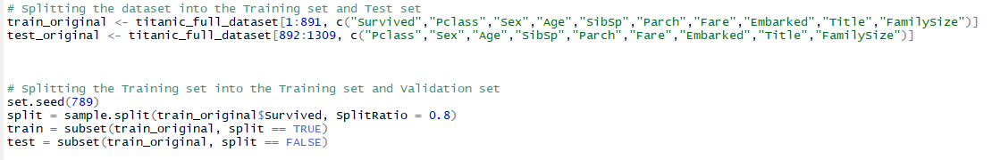 # Splitting the dataset into the Training set and Test set
train_original <- titanic_full_dataset[1:891, c("Survived","Pclass","Sex","Age","SibSp","Parch","Fare","Embarked","Title","FamilySize")]
test_original <- titanic_full_dataset[892:1309, c("Pclass","Sex","Age","SibSp","Parch","Fare","Embarked","Title","FamilySize")]
# Splitting the Training set into the Training set and Validation set
set.seed(789)
split = sample.split(train_original$Survived, SplitRatio = 0.8)
train = subset(train_original, split == TRUE)
test = subset(train_original, split == FALSE)